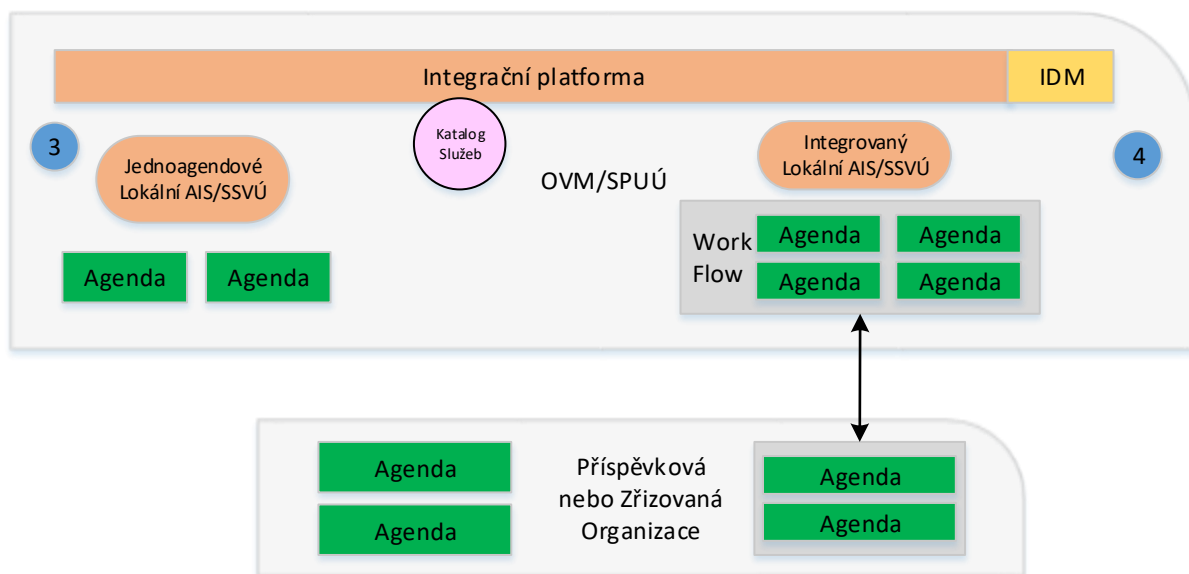 Integrační platforma
IDM
3
Jednoagendové
Lokální AIS/SSVÚ
Katalog
Služeb
OVM/SPUÚ
Integrovaný
Lokální AIS/SSVÚ
4
Agenda
Agenda
Work
Flow
Agenda
Agenda
Agenda
Agenda
Agenda
Agenda
Příspěvková
nebo Zřizovaná
Organizace
Agenda
Agenda